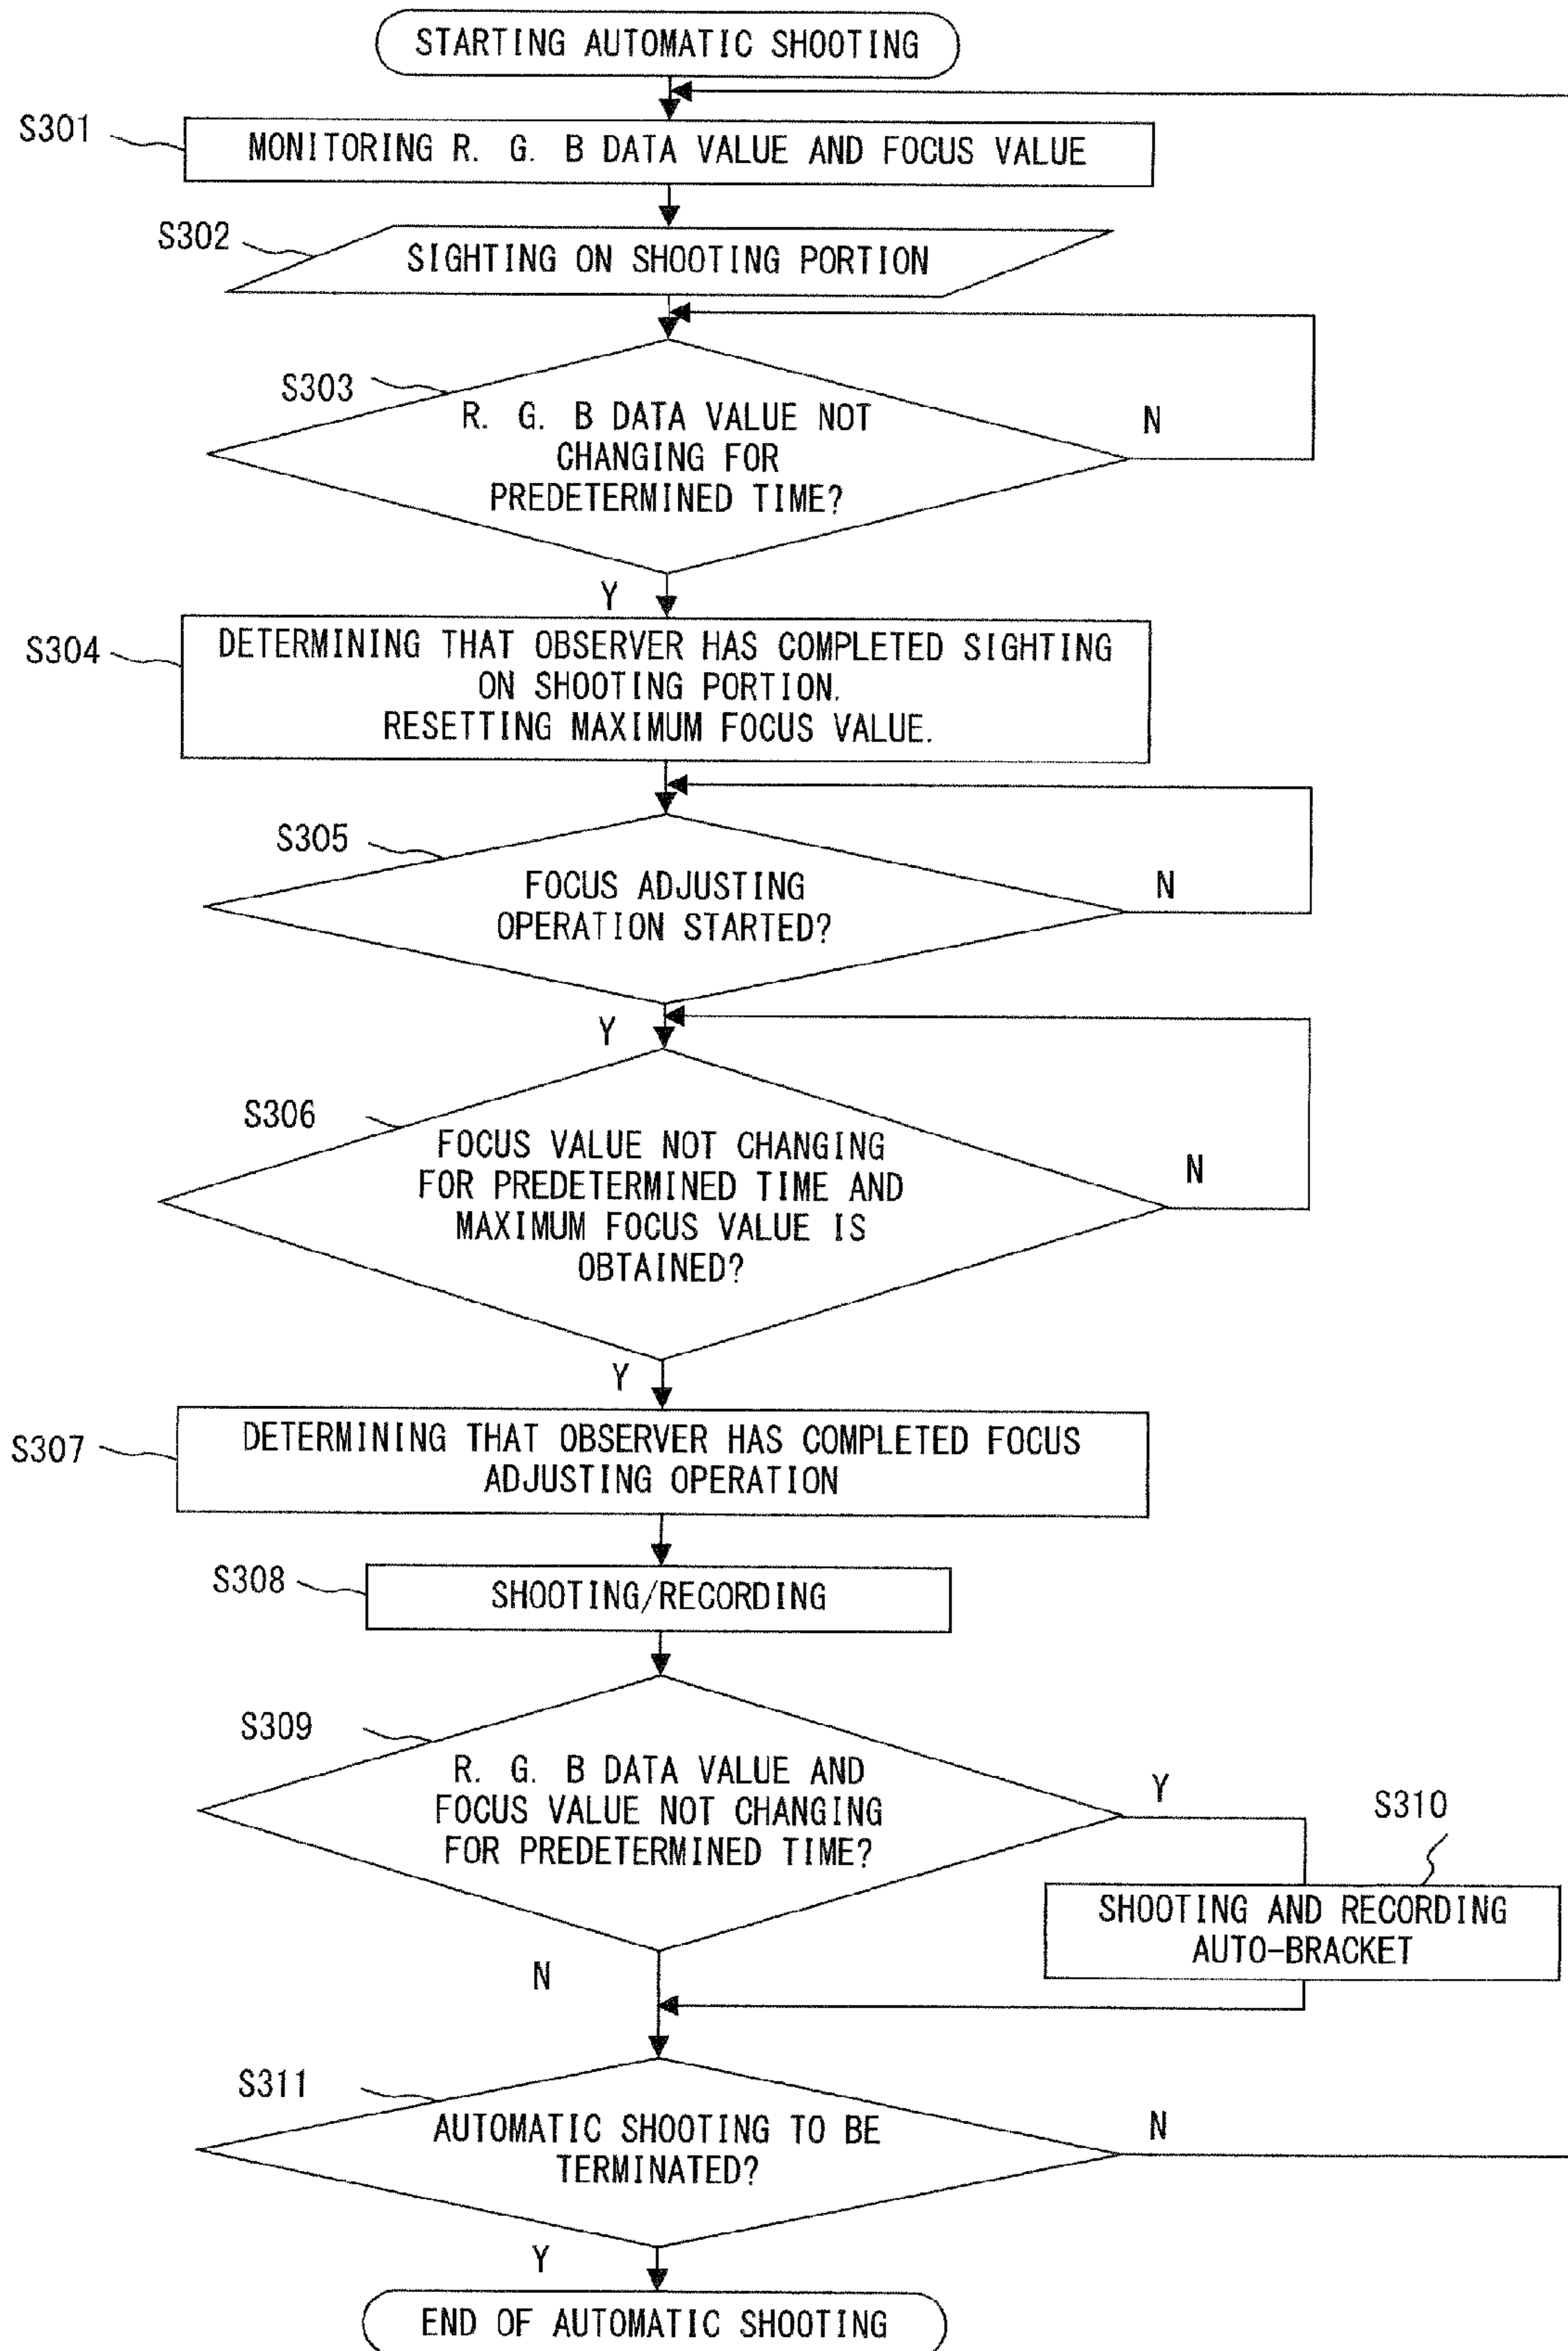 STARTING AUTOMATIC SHOOTING
S301
MONITORING R. G. B DATA VALUE AND FOCUS VALUE
S302
SIGHTING ON SHOOTING PORTION
S303
R. G. B DATA VALUE NOT
CHANGING FOR
PREDETERMINED TIME?
N
Y
S304
DETERMINING THAT OBSERVER HAS COMPLETED SIGHTING
ON SHOOTING PORTION.
RESETTING MAXIMUM FOCUS VALUE.
S305
FOCUS ADJUSTING
OPERATION STARTED?
N
Y
S306
FOCUS VALUE NOT CHANGING
FOR PREDETERMINED TIME AND
MAXIMUM FOCUS VALUE IS
OBTAINED?
N
Y
S307
DETERMINING THAT OBSERVER HAS COMPLETED FOCUS
ADJUSTING OPERATION
S308
SHOOTING/RECORDING
S309
R. G. B DATA VALUE AND
FOCUS VALUE NOT CHANGING
FOR PREDETERMINED TIME?
Y
S310
SHOOTING AND RECORDING
AUTO-BRACKET
N
S311
AUTOMATIC SHOOTING TO BE
TERMINATED?
N
Y
END OF AUTOMATIC SHOOTING